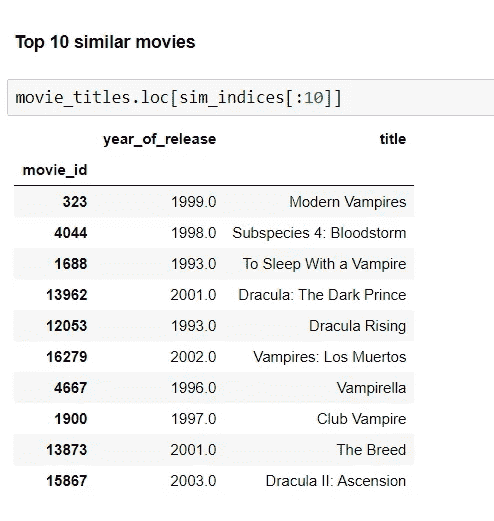 Top 10 similar movies
movie_titles.loc[sim_indices[:10]]
year_of_release title
movie_id
323 1999.0 Modern Vampires
4044 1998.0 Subspecies 4: Bloodstorm
1688 1993.0 To Sleep With a Vampire
13962 2001.0 Dracula: The Dark Prince
12053 1993.0 Dracula Rising
16279 2002.0 Vampires: Los Muertos
4667 1996.0 Vampirella
1900 1997.0 Club Vampire
13873 2001.0 The Breed
15867 2003.0 Dracula II: Ascension